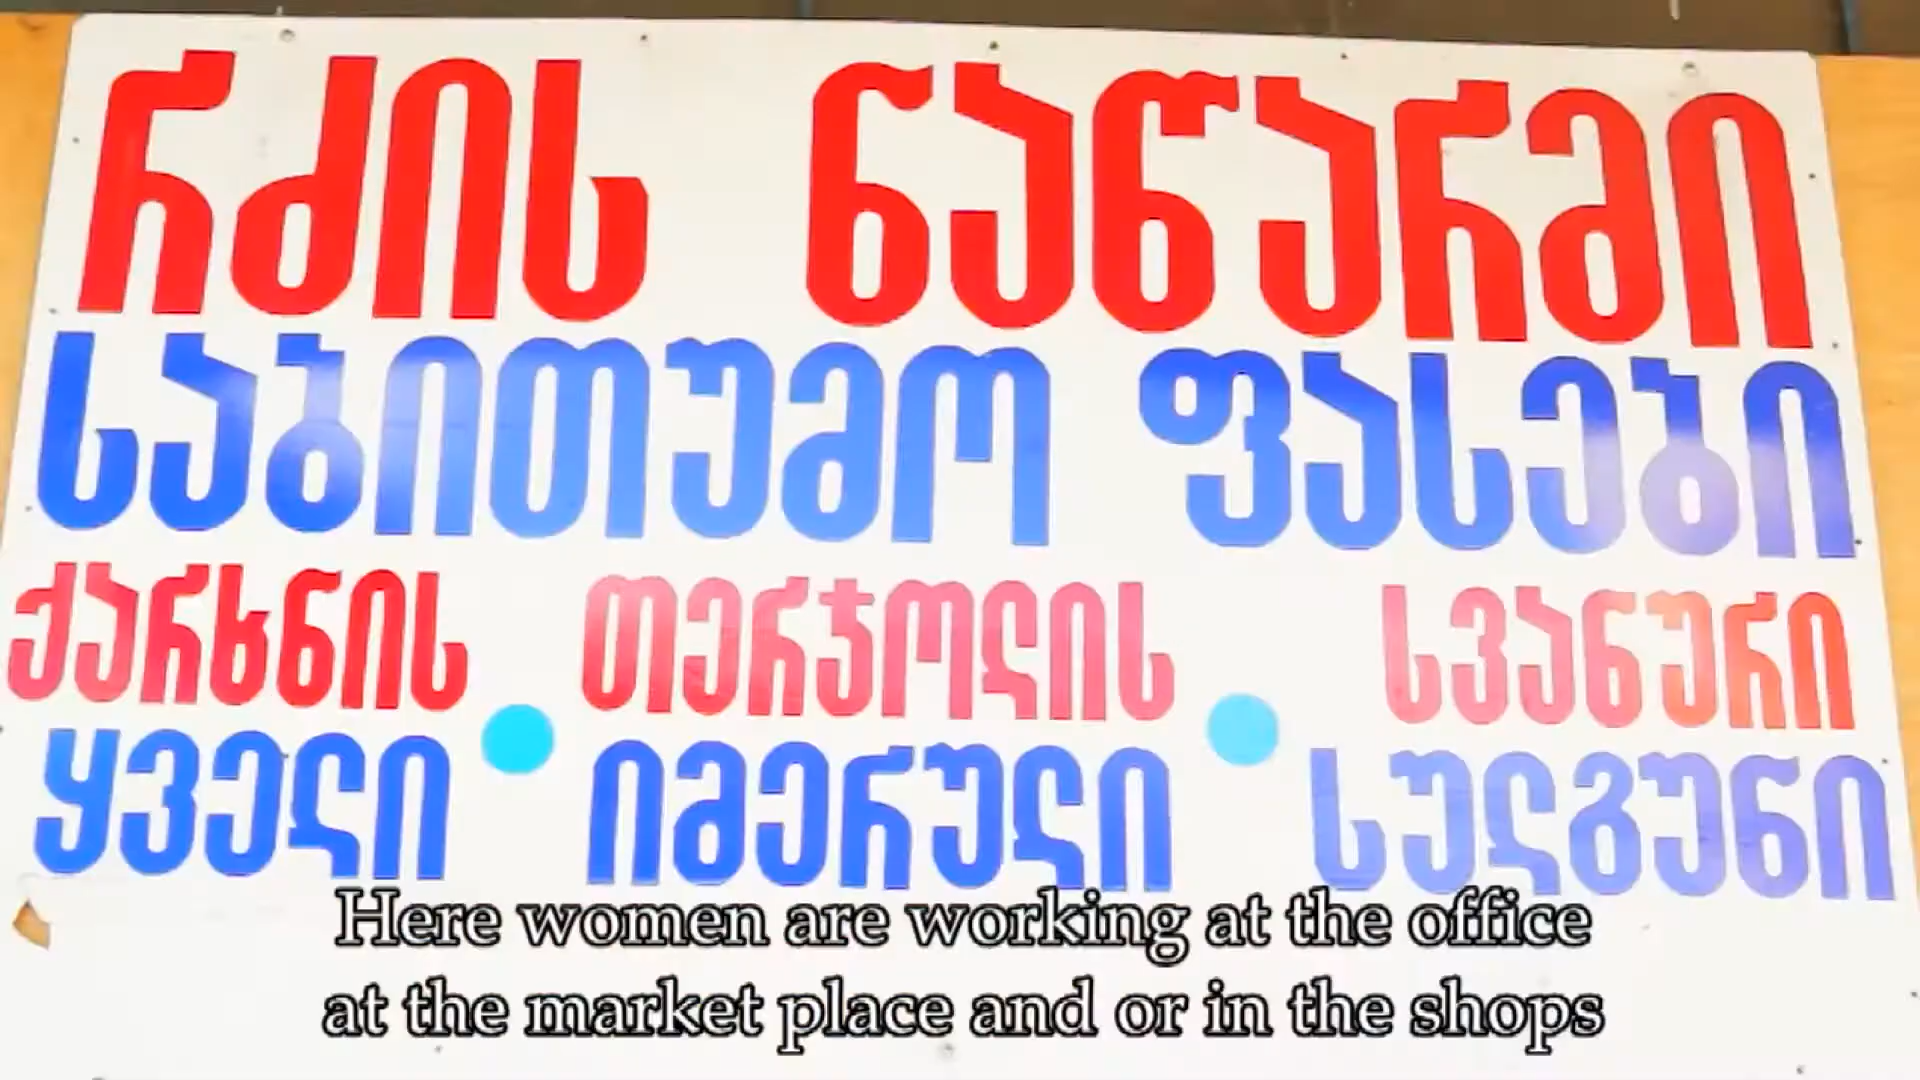 რძის ნაწარმი
საბითუმო ფასები
ქარხნის თერჯოლის სვანური
ყველი იმერული სულგუნი
Here women are working at the office
at the market place and or in the shops